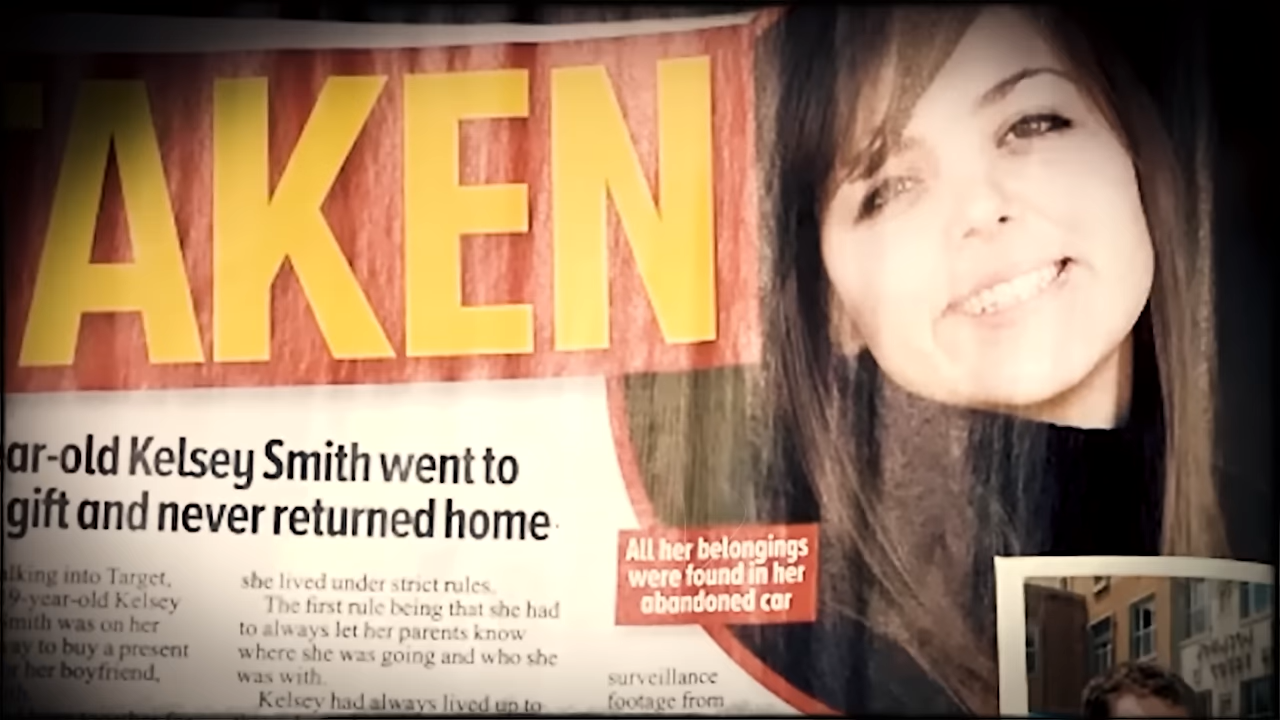 TAKEN
ar-old Kelsey Smith went to
gift and never returned home
lking into Target,
9-year-old Kelsey
mith was on her
ay to buy a present
her boyfriend,
she lived under strict rules.
The first rule being that she had
to always let her parents know
where she was going and who she
was with.
Kelsey had always lived up to
All her belongings
were found in her
abandoned car
surveillance
footage from